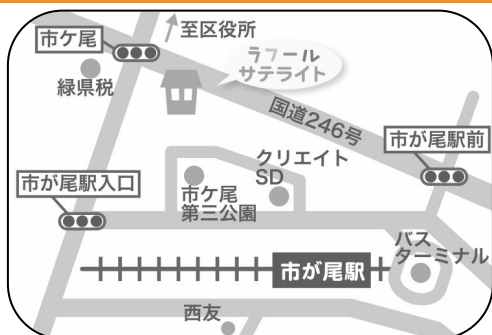 市ケ尾
至区役所
緑県税
ラフール
サテライト
国道246号
市が尾駅前
クリエイト
SD
市が尾駅入口
市ケ尾
第三公園
バス
ターミナル
市が尾駅
西友